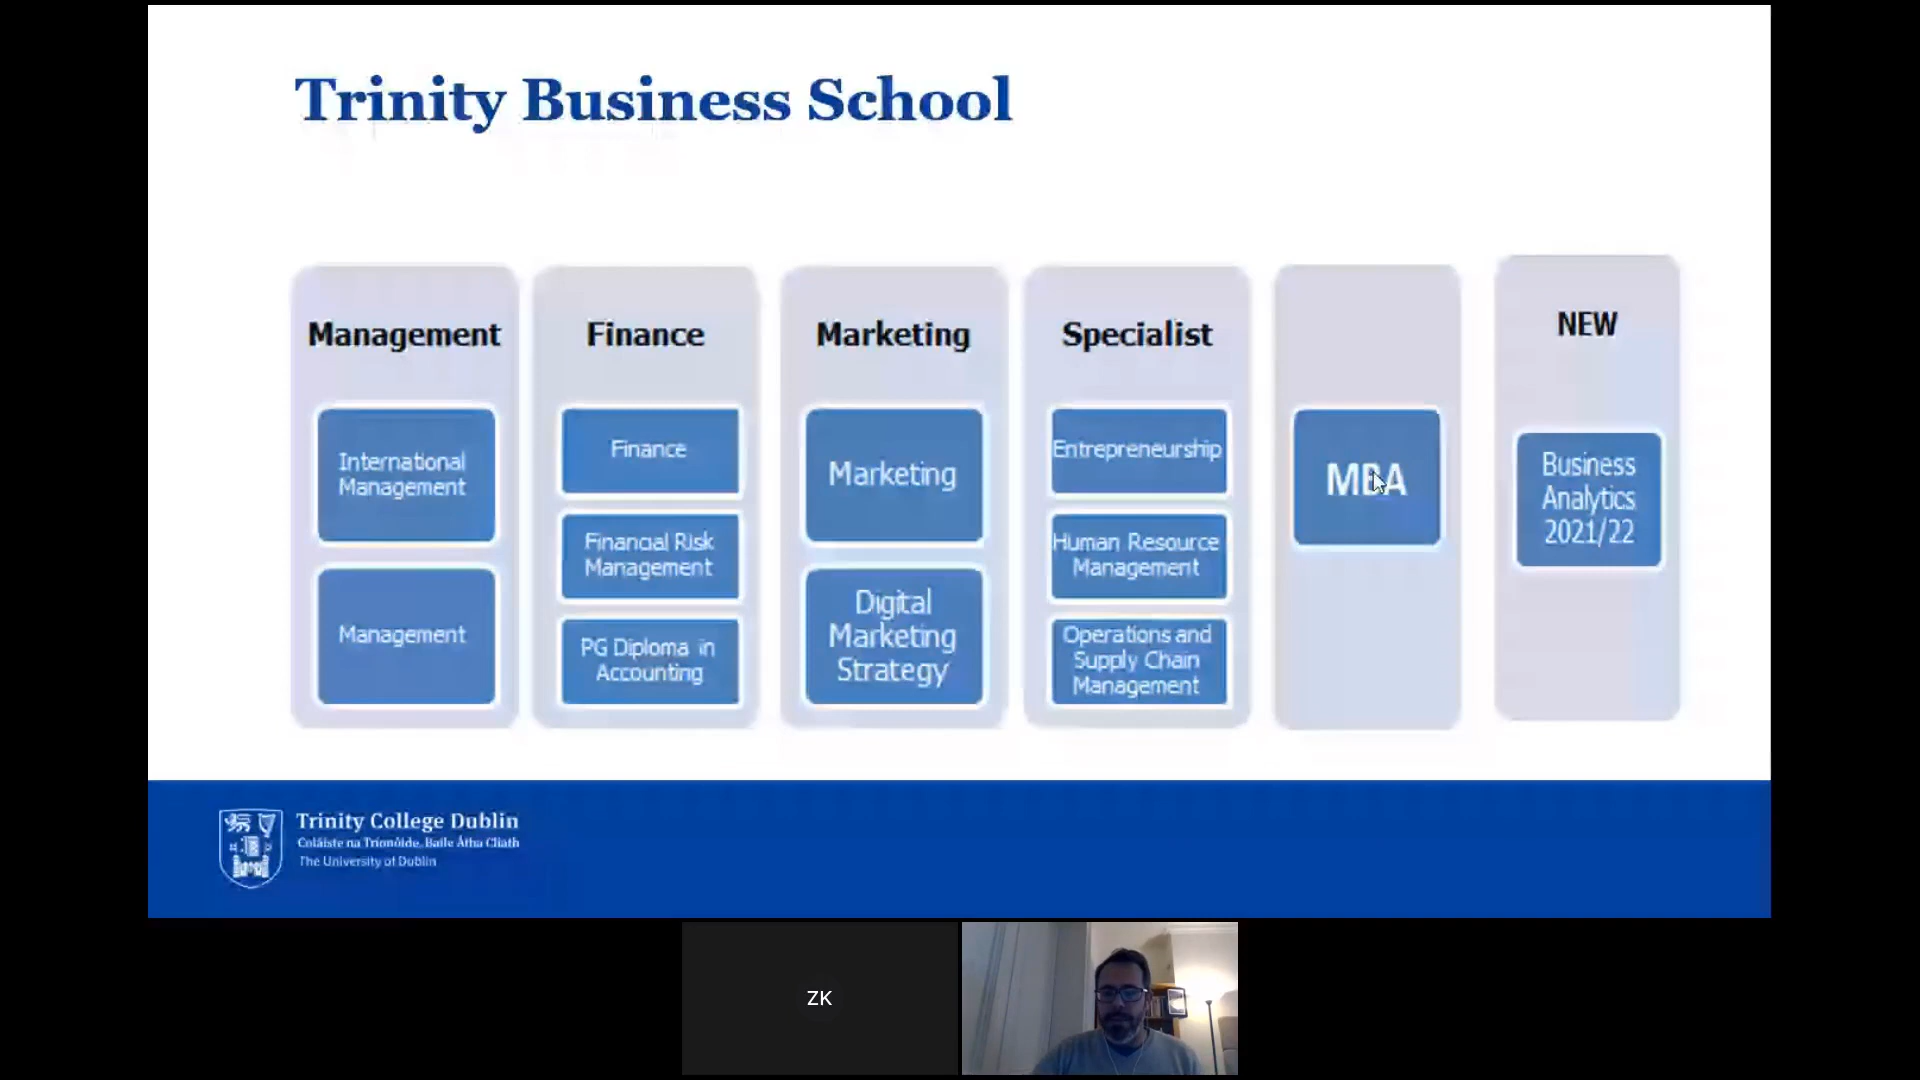 Trinity Business School
Management
International
Management
Management
Finance
Finance
Financial Risk
Management
PG Diploma in
Accounting
Marketing
Marketing
Digital
Marketing
Strategy
Specialist
Entrepreneurship
Human Resource
Management
Operations and
Supply Chain
Management
MBA
NEW
Business
Analytics
2021/22
Trinity College Dublin
Coláiste na Tríonóide, Baile Átha Cliath
The University of Dublin
ZK